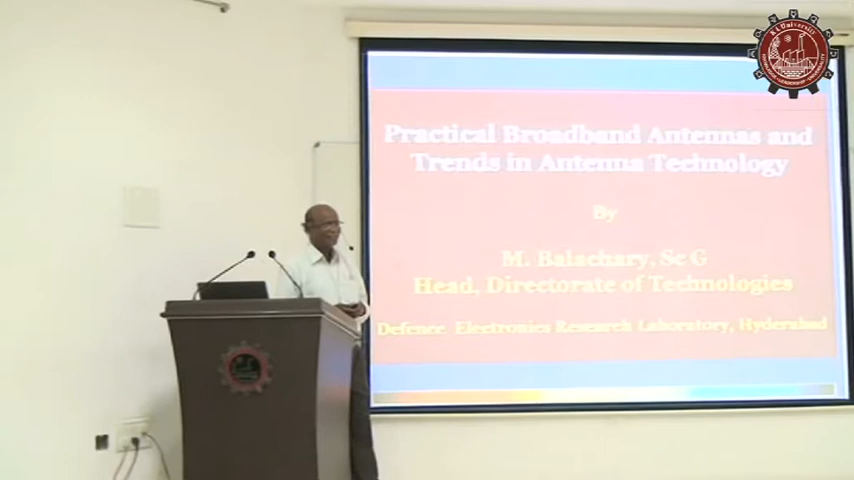 Practical Broadband Antennas and
Trends in Antenna Technology
By
M. Balachary, Sc G
Head, Directorate of Technologies
Defence Electronics Research Laboratory, Hyderabad